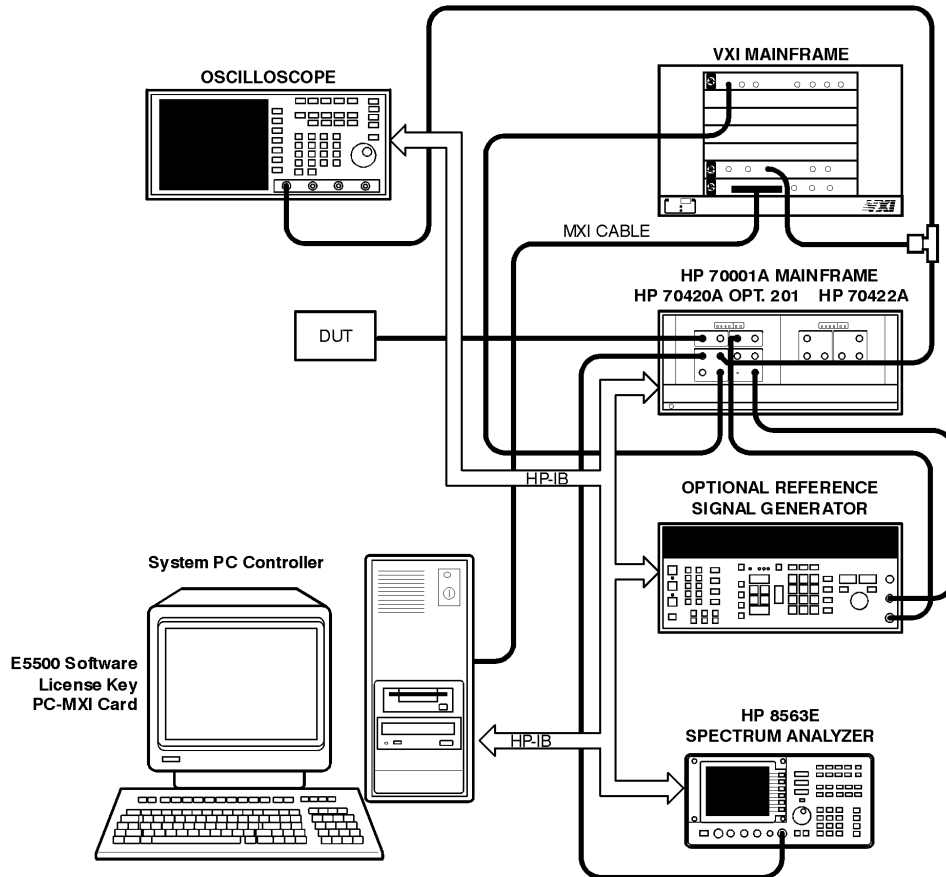 VXI MAINFRAME
OSCILLOSCOPE
VXI
MXI CABLE
HP 70001A MAINFRAME
HP 70420A OPT. 201 HP 70422A
DUT
HP-IB
OPTIONAL REFERENCE
SIGNAL GENERATOR
System PC Controller
E5500 Software
License Key
PC-MXI Card
HP-IB
HP 8563E
SPECTRUM ANALYZER